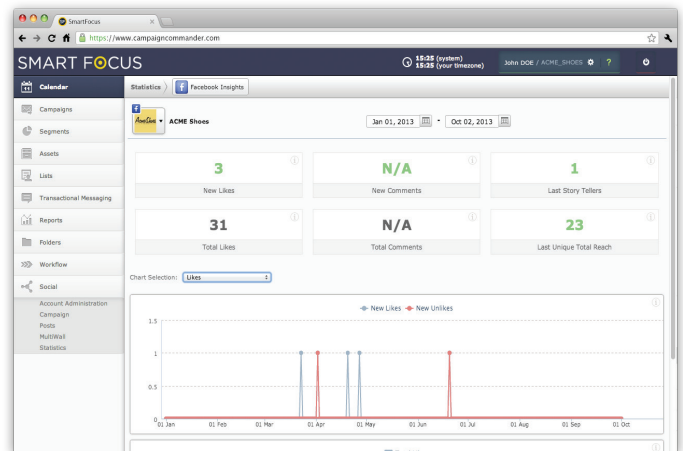 SmartFocus
https://www.campaigncommander.com
SMART FOCUS
15:25 (system)
15:25 (your timezone)
John DOE / ACME_SHOES
?
Calendar
Campaigns
Segments
Assets
Lists
Transactional Messaging
Reports
Folders
Workflow
Social
Account Administration
Campaign
Posts
MultiWall
Statistics
Statistics
Facebook Insights
ACME Shoes
Jan 01, 2013 - Oct 02, 2013
3
New Likes
N/A
New Comments
1
Last Story Tellers
31
Total Likes
N/A
Total Comments
23
Last Unique Total Reach
Chart Selection: Likes
New Likes New Unlikes
1.5
1
0.5
0
01 Jan 01 Feb 01 Mar 01 Apr 01 May 01 Jun 01 Jul 01 Aug 01 Sep 01 Oct